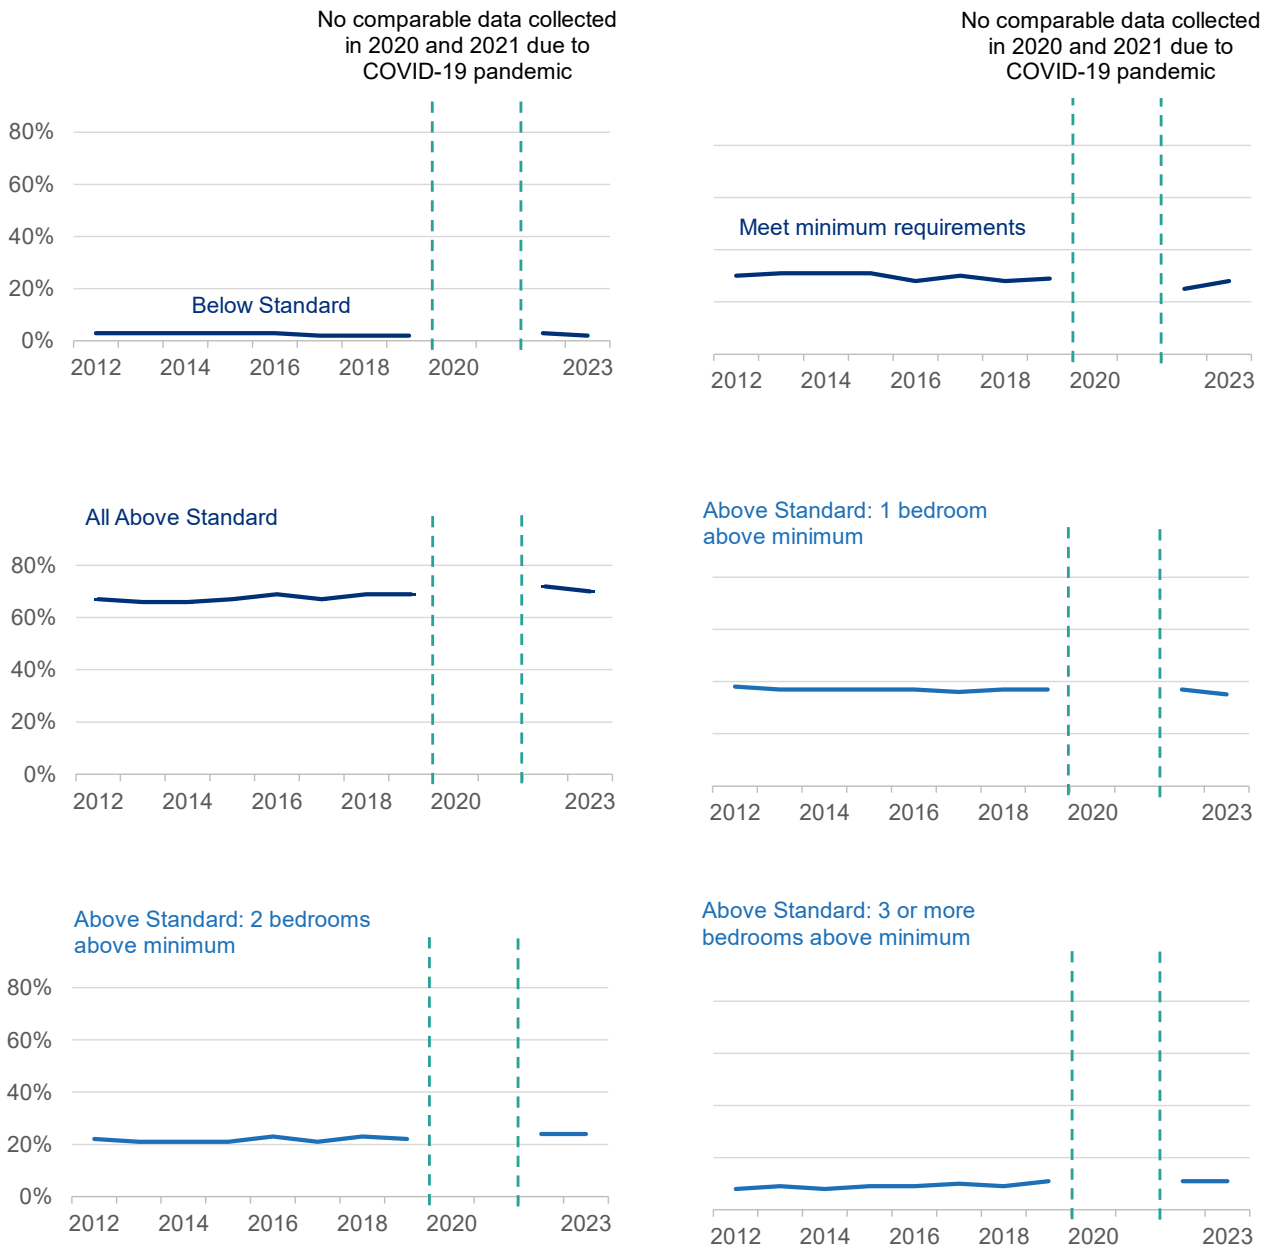 No comparable data collected
in 2020 and 2021 due to
COVID-19 pandemic
80%
60%
40%
20%
0%
Below Standard
2012 2014 2016 2018 2020 2023
No comparable data collected
in 2020 and 2021 due to
COVID-19 pandemic
Meet minimum requirements
2012 2014 2016 2018 2020 2023
All Above Standard
80%
60%
40%
20%
0%
2012 2014 2016 2018 2020 2023
Above Standard: 1 bedroom
above minimum
2012 2014 2016 2018 2020 2023
Above Standard: 2 bedrooms
above minimum
80%
60%
40%
20%
0%
2012 2014 2016 2018 2020 2023
Above Standard: 3 or more
bedrooms above minimum
2012 2014 2016 2018 2020 2023